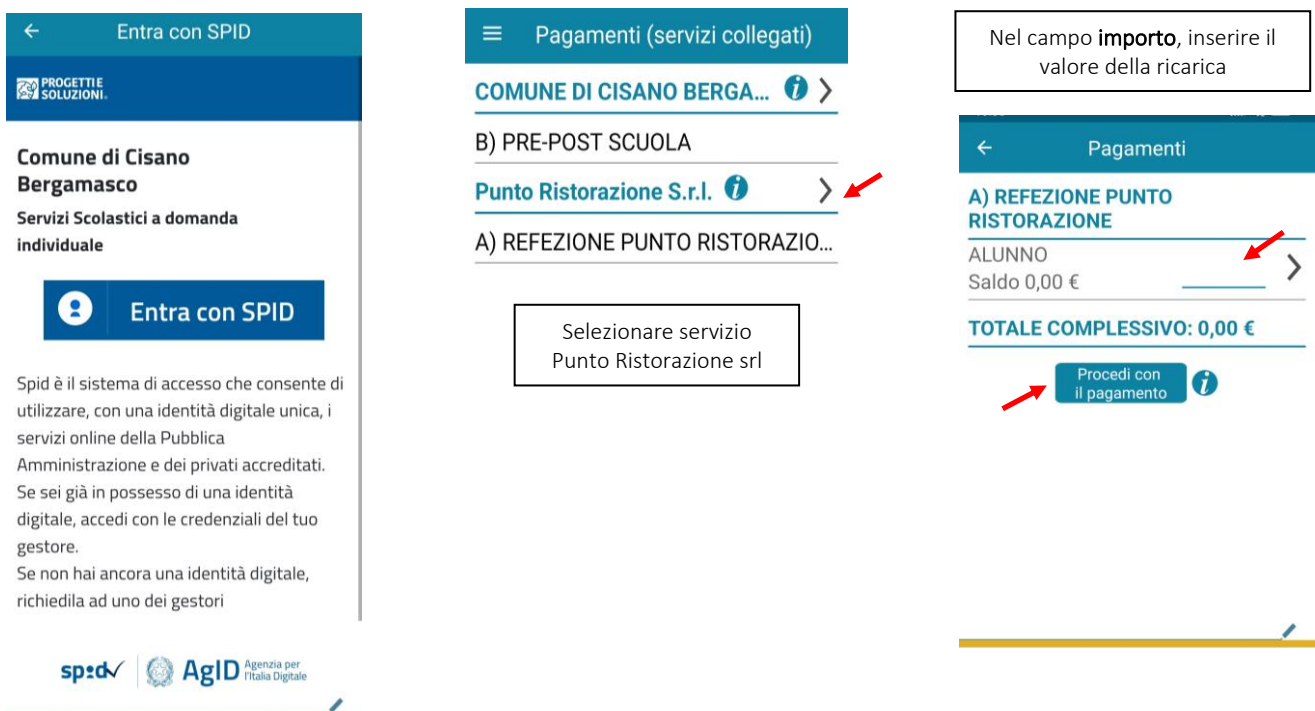 Entra con SPID
PROGETTI E
SOLUZIONI.
Comune di Cisano
Bergamasco
Servizi Scolastici a domanda
individuale
Entra con SPID
Spid è il sistema di accesso che consente di
utilizzare, con una identità digitale unica, i
servizi online della Pubblica
Amministrazione e dei privati accreditati.
Se sei già in possesso di una identità
digitale, accedi con le credenziali del tuo
gestore.
Se non hai ancora una identità digitale,
richiedila ad uno dei gestori
spid
AgID Agenzia per
l'Italia Digitale
Pagamenti (servizi collegati)
COMUNE DI CISANO BERGA... i
B) PRE-POST SCUOLA
Punto Ristorazione S.r.l. i
A) REFEZIONE PUNTO RISTORAZIO...
Selezionare servizio
Punto Ristorazione srl
Nel campo importo, inserire il
valore della ricarica
Pagamenti
A) REFEZIONE PUNTO
RISTORAZIONE
ALUNNO
Saldo 0,00 €
TOTALE COMPLESSIVO: 0,00 €
Procedi con
il pagamento i